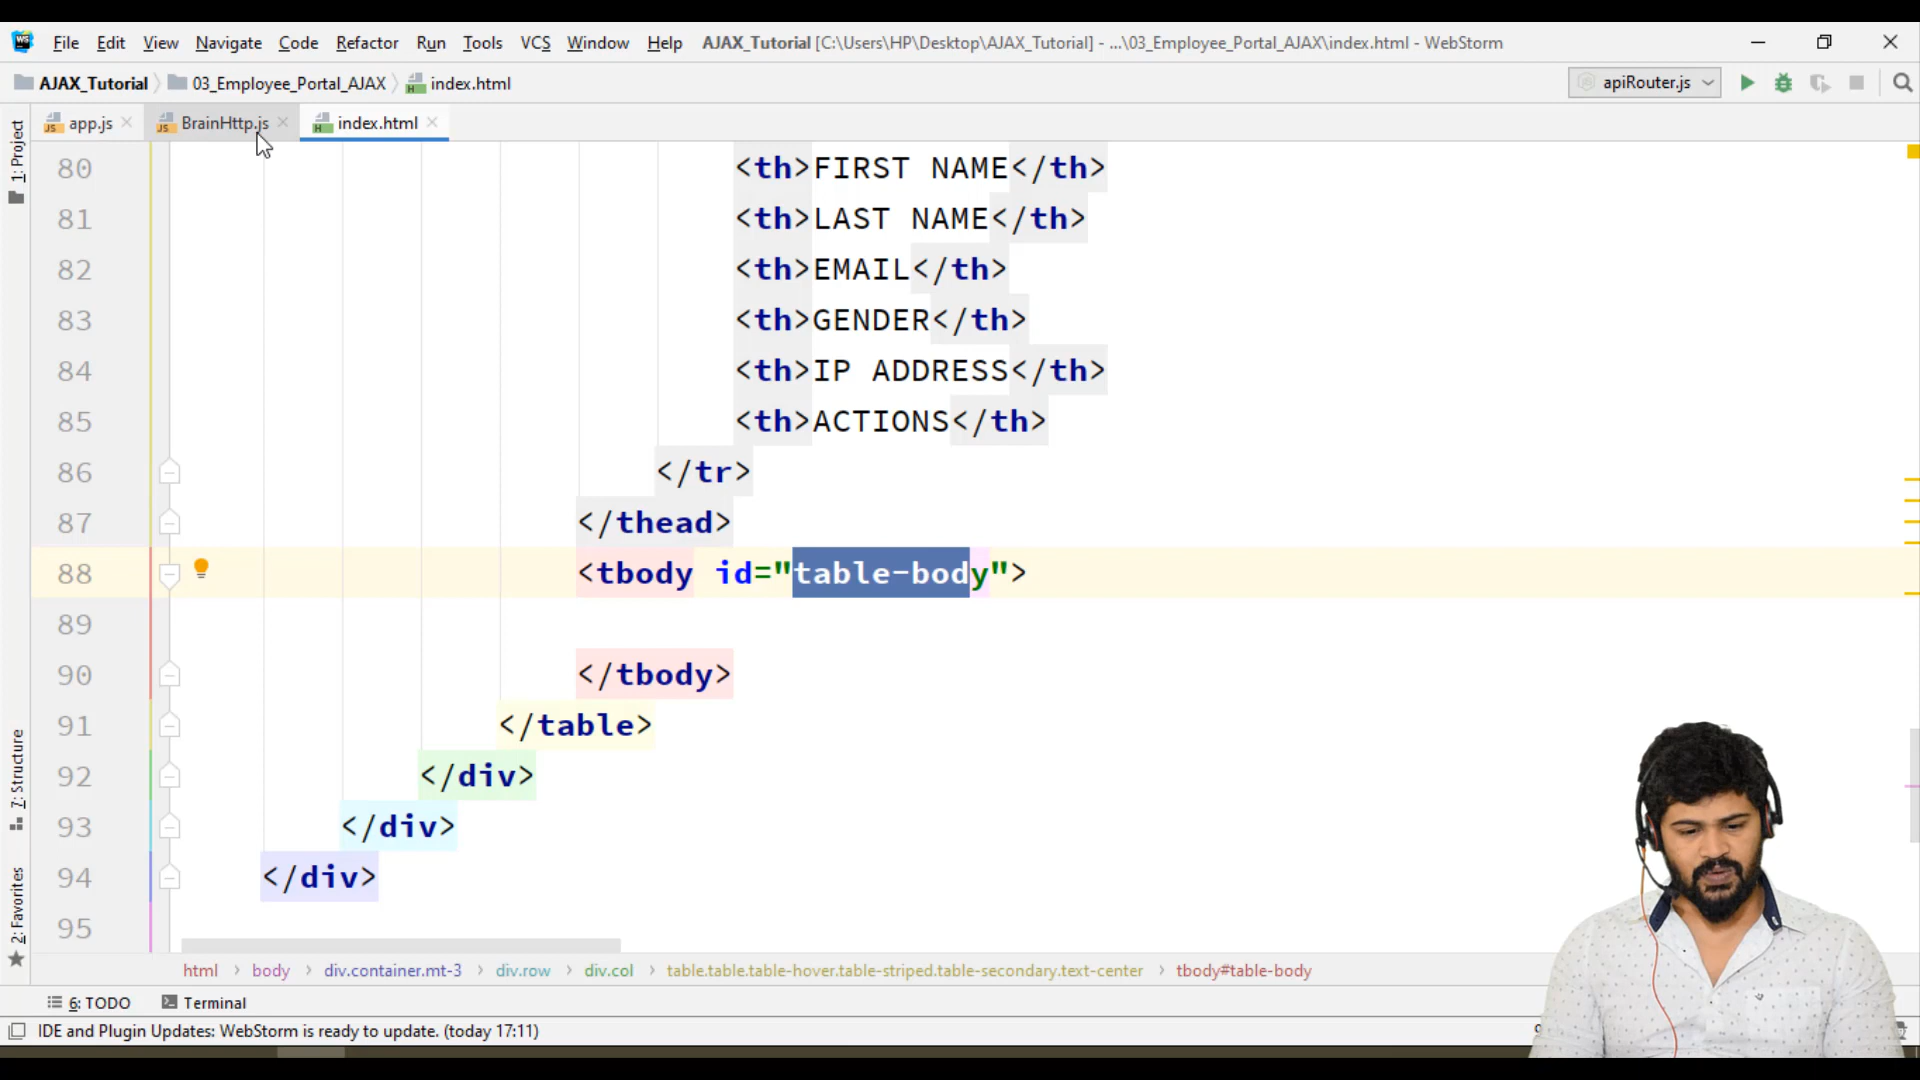 WS File Edit View Navigate Code Refactor Run Tools VCS Window Help AJAX_Tutorial [C:\Users\HP\Desktop\AJAX_Tutorial] - ...\03_Employee_Portal_AJAX\index.html - WebStorm
AJAX_Tutorial 03_Employee_Portal_AJAX index.html apiRouter.js
app.js BrainHttp.js index.html
1: Project
7: Structure
2: Favorites
80 <th>FIRST NAME</th>
81 <th>LAST NAME</th>
82 <th>EMAIL</th>
83 <th>GENDER</th>
84 <th>IP ADDRESS</th>
85 <th>ACTIONS</th>
86 </tr>
87 </thead>
88 <tbody id="table-body">
89
90 </tbody>
91 </table>
92 </div>
93 </div>
94 </div>
95
html › body › div.container.mt-3 › div.row › div.col › table.table.table-hover.table-striped.table-secondary.text-center › tbody#table-body
6: TODO Terminal
IDE and Plugin Updates: WebStorm is ready to update. (today 17:11)